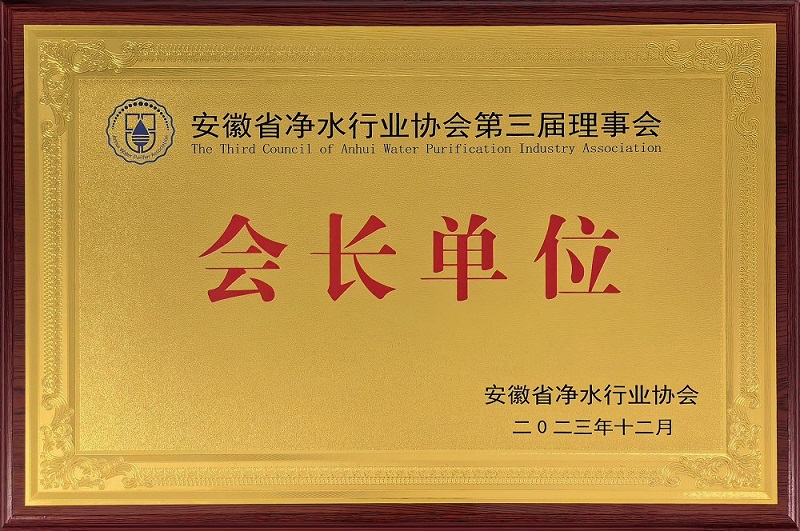 安徽省净水行业协会第三届理事会
The Third Council of Anhui Water Purification Industry Association
会长单位
安徽省净水行业协会
二0二三年十二月